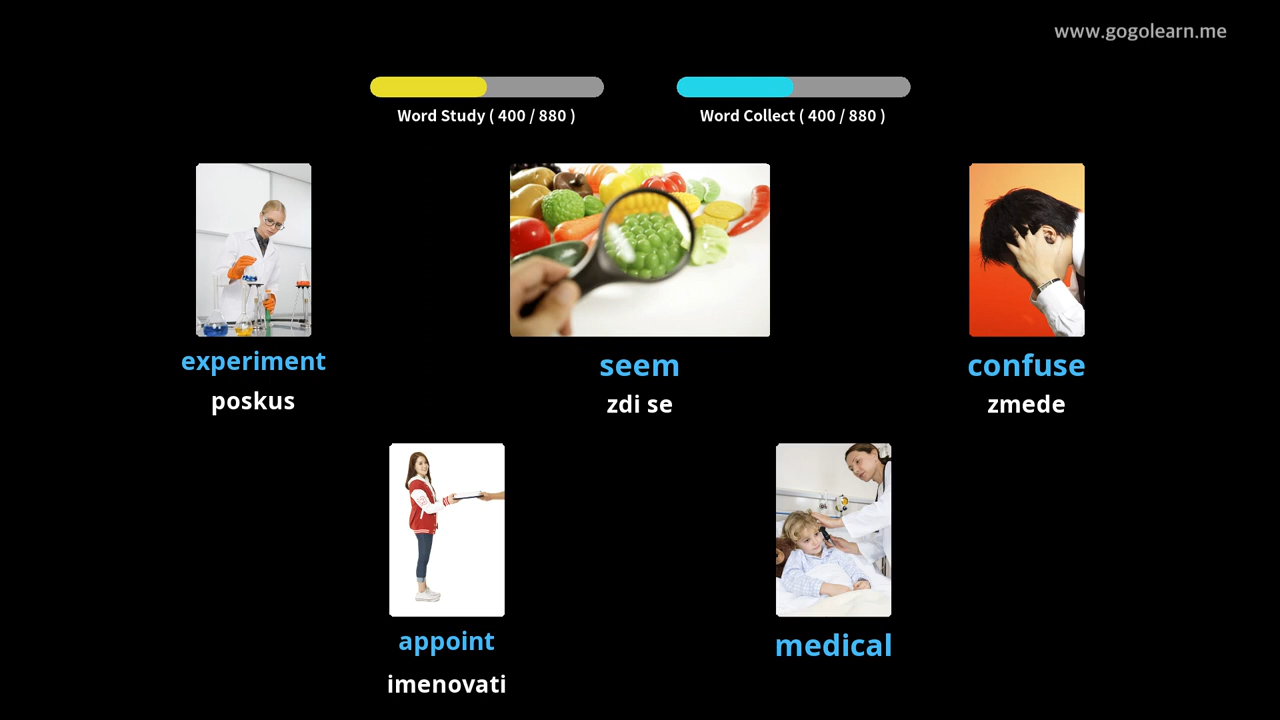 www.gogolearn.me
Word Study ( 400 / 880 )
Word Collect ( 400 / 880 )
experiment
poskus
seem
zdi se
confuse
zmede
appoint
imenovati
medical